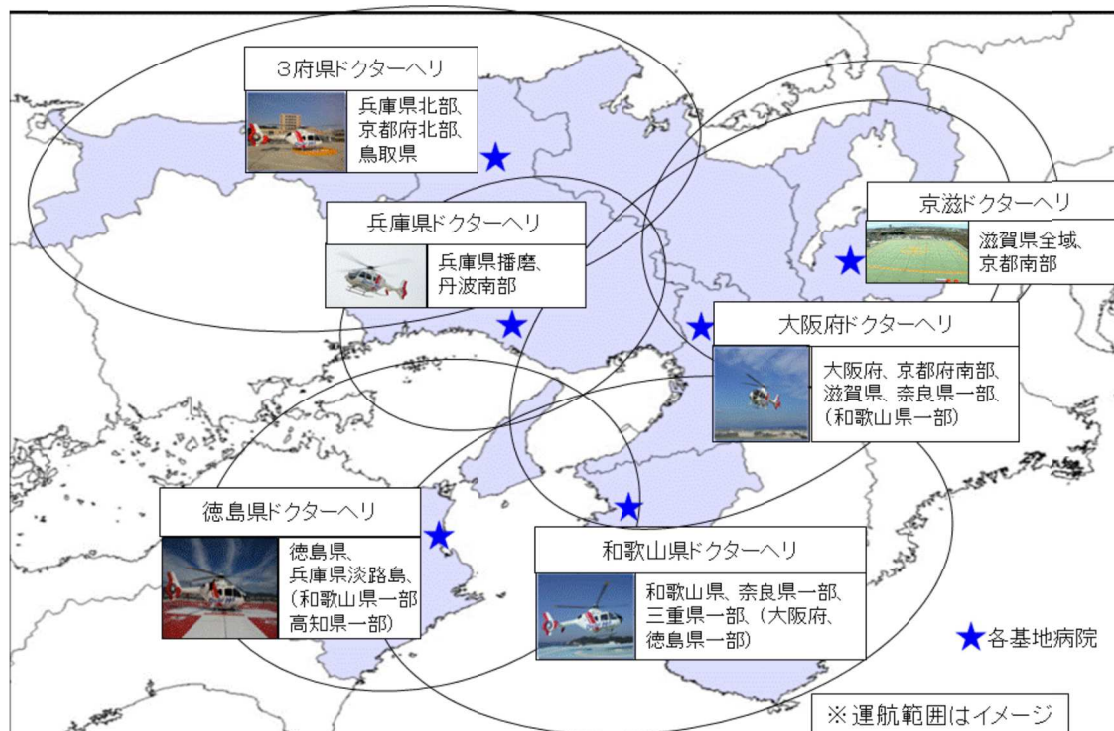 3府県ドクターヘリ
兵庫県北部、
京都府北部、
鳥取県
兵庫県ドクターヘリ
兵庫県播磨、
丹波南部
京滋ドクターヘリ
滋賀県全域、
京都南部
大阪府ドクターヘリ
大阪府、京都府南部、
滋賀県、奈良県一部、
(和歌山県一部)
徳島県ドクターヘリ
徳島県、
兵庫県淡路島、
(和歌山県一部
高知県一部)
和歌山県ドクターヘリ
和歌山県、奈良県一部、
三重県一部、(大阪府、
徳島県一部)
★各基地病院
※運航範囲はイメージ